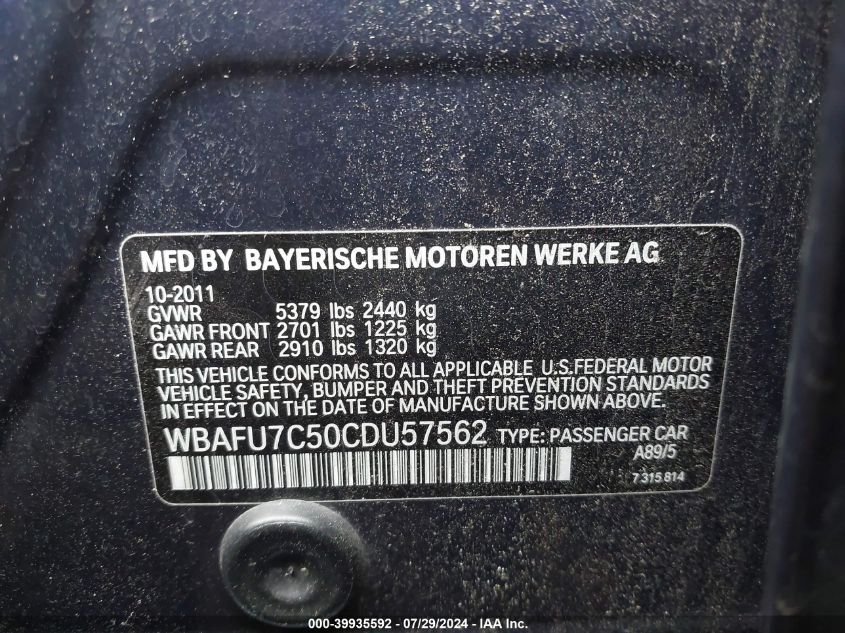 MFD BY BAYERISCHE MOTOREN WERKE AG
10-2011
GVWR 5379 lbs 2440 kg
GAWR FRONT 2701 lbs 1225 kg
GAWR REAR 2910 lbs 1320 kg
THIS VEHICLE CONFORMS TO ALL APPLICABLE U.S.FEDERAL MOTOR
VEHICLE SAFETY, BUMPER AND THEFT PREVENTION STANDARDS
IN EFFECT ON THE DATE OF MANUFACTURE SHOWN ABOVE.
WBAFU7C50CDU57562 TYPE: PASSENGER CAR
A89/5
7 315 814
000-39935592 / 07/29/2024 - IAA Inc.